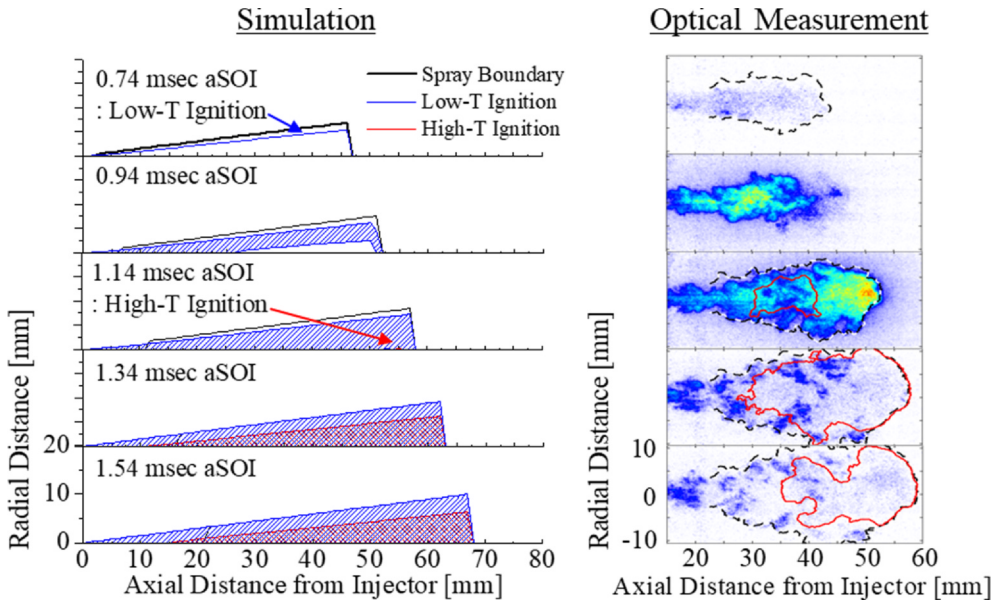 Simulation
Optical Measurement
0.74 msec aSOI
: Low-T Ignition
Spray Boundary
Low-T Ignition
High-T Ignition
0.94 msec aSOI
1.14 msec aSOI
: High-T Ignition
1.34 msec aSOI
1.54 msec aSOI
Radial Distance [mm]
20
10
0
0 10 20 30 40 50 60 70 80
Axial Distance from Injector [mm]
Radial Distance [mm]
10
0
-10
20 30 40 50 60
Axial Distance from Injector [mm]